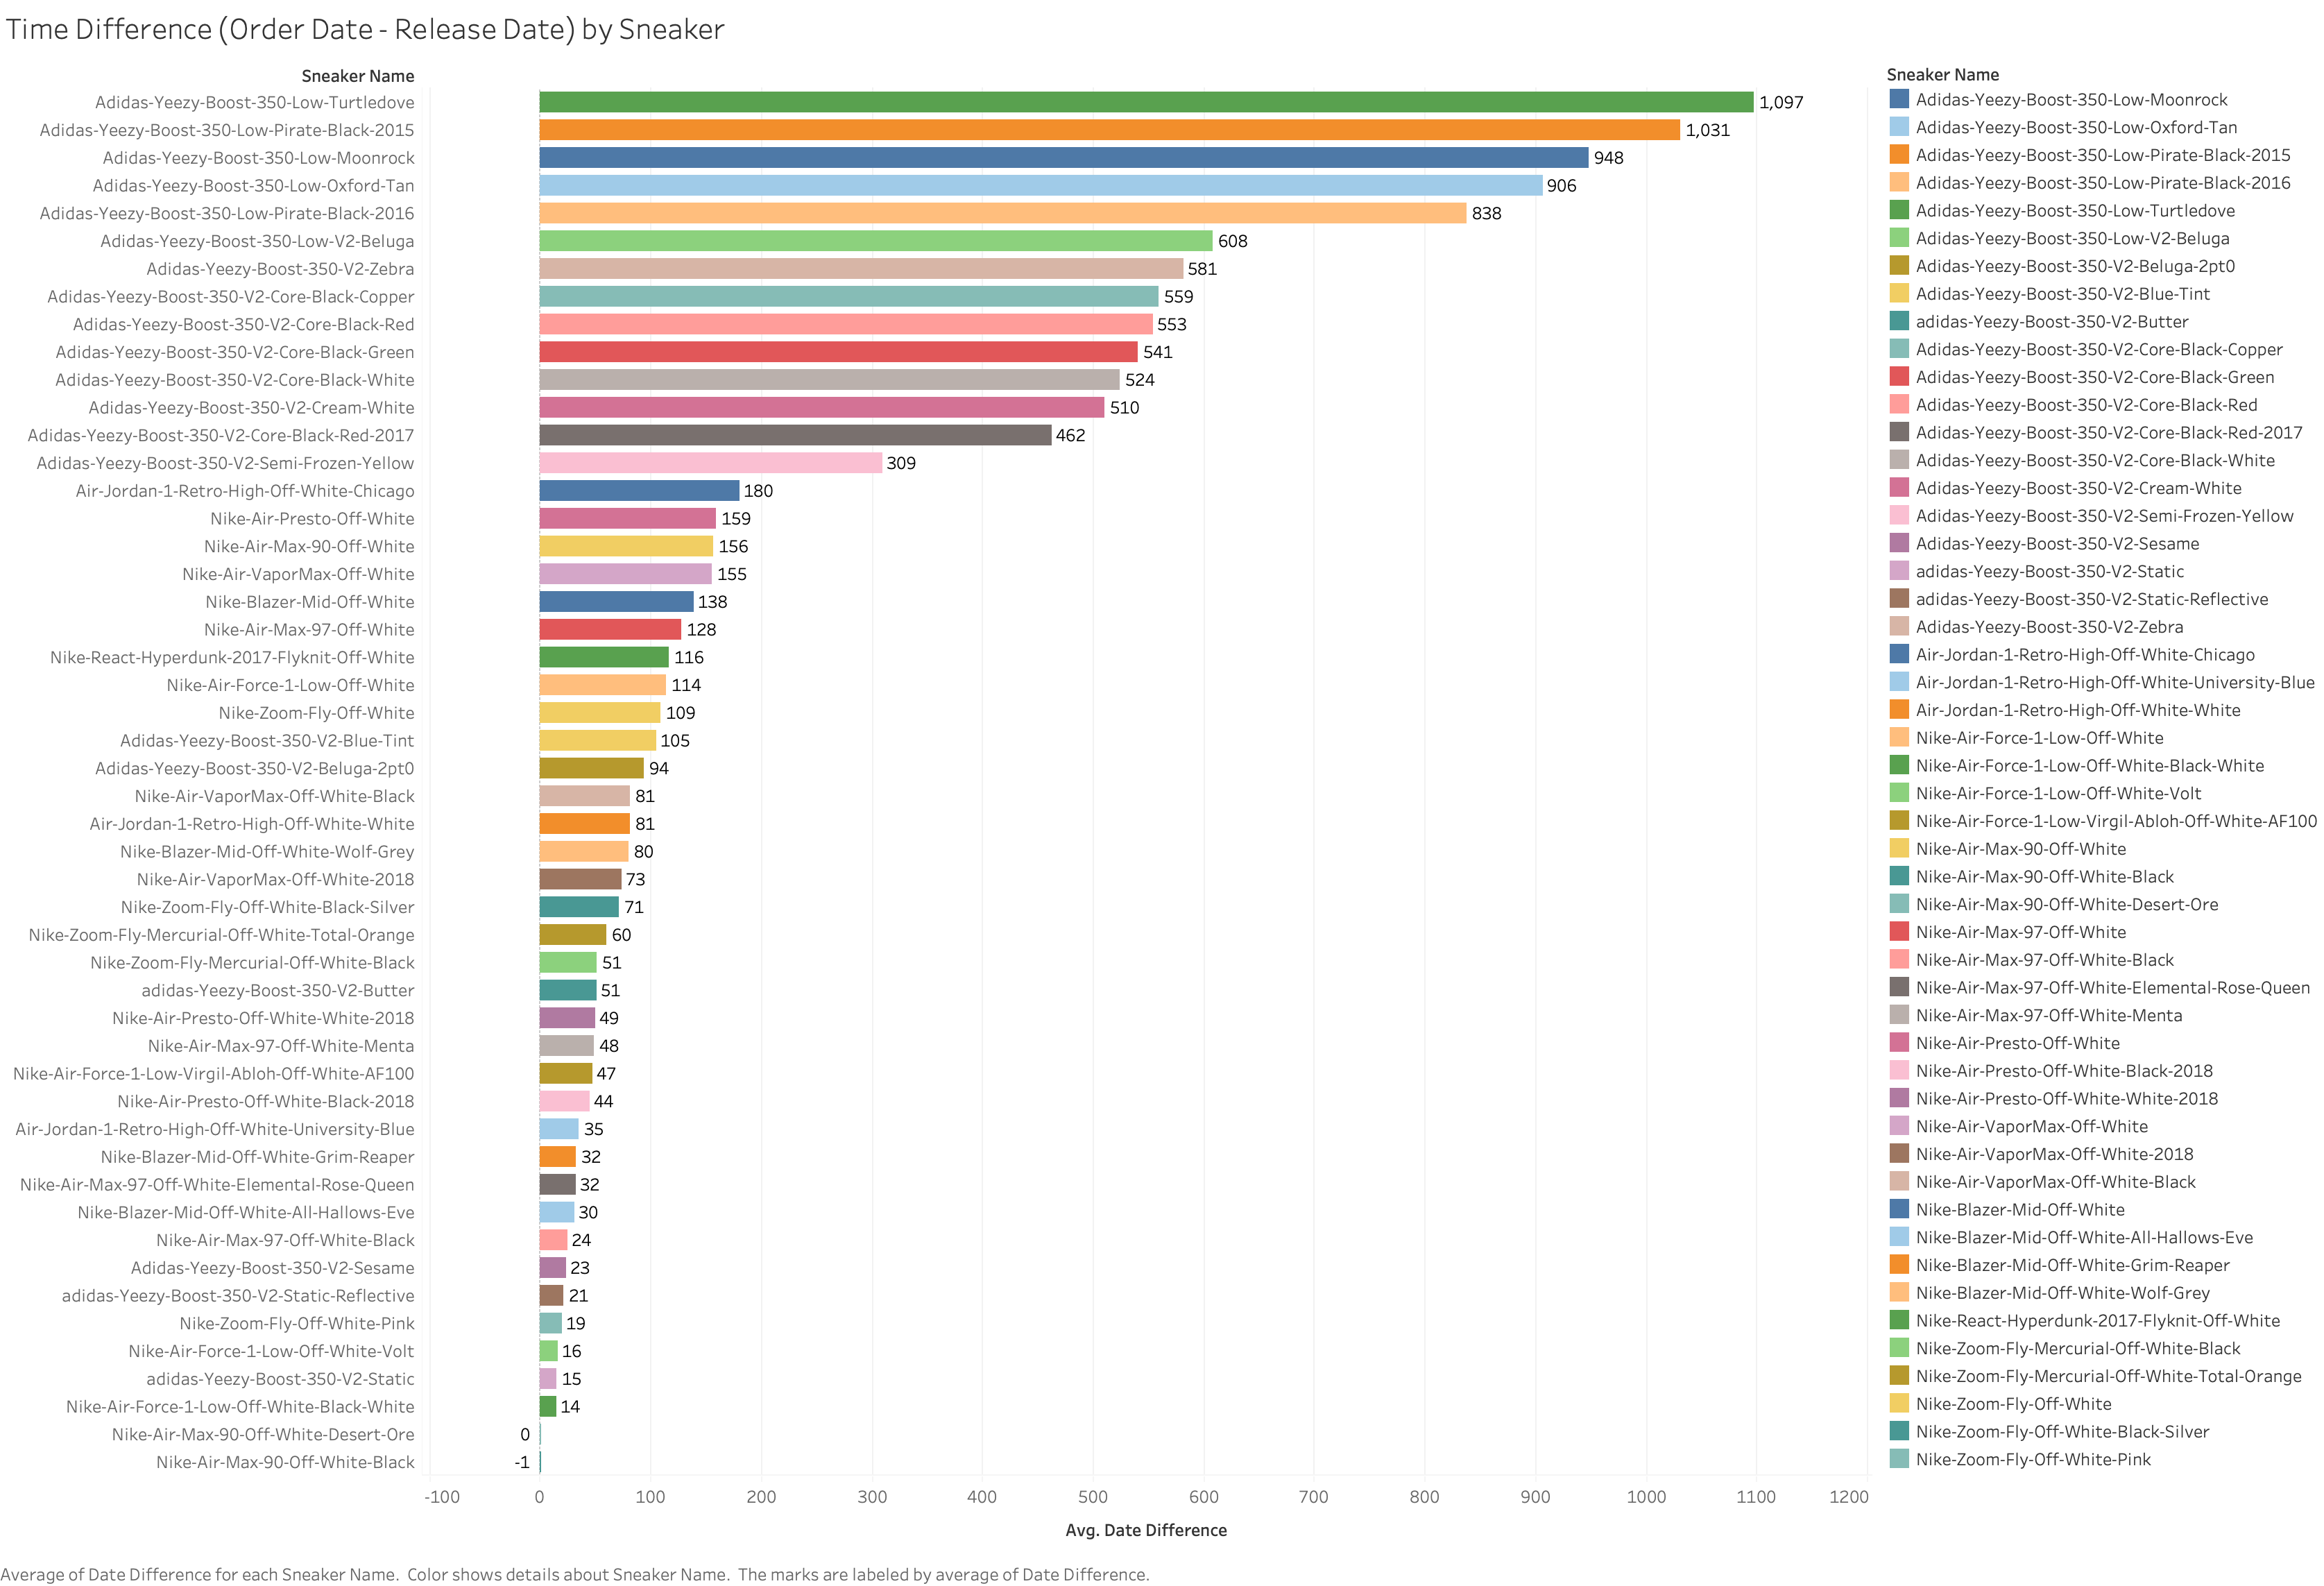 Time Difference (Order Date - Release Date) by Sneaker
Sneaker Name
Adidas-Yeezy-Boost-350-Low-Turtledove 1,097
Adidas-Yeezy-Boost-350-Low-Pirate-Black-2015 1,031
Adidas-Yeezy-Boost-350-Low-Moonrock 948
Adidas-Yeezy-Boost-350-Low-Oxford-Tan 906
Adidas-Yeezy-Boost-350-Low-Pirate-Black-2016 838
Adidas-Yeezy-Boost-350-Low-V2-Beluga 608
Adidas-Yeezy-Boost-350-V2-Zebra 581
Adidas-Yeezy-Boost-350-V2-Core-Black-Copper 559
Adidas-Yeezy-Boost-350-V2-Core-Black-Red 553
Adidas-Yeezy-Boost-350-V2-Core-Black-Green 541
Adidas-Yeezy-Boost-350-V2-Core-Black-White 524
Adidas-Yeezy-Boost-350-V2-Cream-White 510
Adidas-Yeezy-Boost-350-V2-Core-Black-Red-2017 462
Adidas-Yeezy-Boost-350-V2-Semi-Frozen-Yellow 309
Air-Jordan-1-Retro-High-Off-White-Chicago 180
Nike-Air-Presto-Off-White 159
Nike-Air-Max-90-Off-White 156
Nike-Air-VaporMax-Off-White 155
Nike-Blazer-Mid-Off-White 138
Nike-Air-Max-97-Off-White 128
Nike-React-Hyperdunk-2017-Flyknit-Off-White 116
Nike-Air-Force-1-Low-Off-White 114
Nike-Zoom-Fly-Off-White 109
Adidas-Yeezy-Boost-350-V2-Blue-Tint 105
Adidas-Yeezy-Boost-350-V2-Beluga-2pt0 94
Nike-Air-VaporMax-Off-White-Black 81
Air-Jordan-1-Retro-High-Off-White-White 81
Nike-Blazer-Mid-Off-White-Wolf-Grey 80
Nike-Air-VaporMax-Off-White-2018 73
Nike-Zoom-Fly-Off-White-Black-Silver 71
Nike-Zoom-Fly-Mercurial-Off-White-Total-Orange 60
Nike-Zoom-Fly-Mercurial-Off-White-Black 51
adidas-Yeezy-Boost-350-V2-Butter 51
Nike-Air-Presto-Off-White-White-2018 49
Nike-Air-Max-97-Off-White-Menta 48
Nike-Air-Force-1-Low-Virgil-Abloh-Off-White-AF100 47
Nike-Air-Presto-Off-White-Black-2018 44
Air-Jordan-1-Retro-High-Off-White-University-Blue 35
Nike-Blazer-Mid-Off-White-Grim-Reaper 32
Nike-Air-Max-97-Off-White-Elemental-Rose-Queen 32
Nike-Blazer-Mid-Off-White-All-Hallows-Eve 30
Nike-Air-Max-97-Off-White-Black 24
Adidas-Yeezy-Boost-350-V2-Sesame 23
adidas-Yeezy-Boost-350-V2-Static-Reflective 21
Nike-Zoom-Fly-Off-White-Pink 19
Nike-Air-Force-1-Low-Off-White-Volt 16
adidas-Yeezy-Boost-350-V2-Static 15
Nike-Air-Force-1-Low-Off-White-Black-White 14
Nike-Air-Max-90-Off-White-Desert-Ore 0
Nike-Air-Max-90-Off-White-Black -1
-100 0 100 200 300 400 500 600 700 800 900 1000 1100 1200
Avg. Date Difference
Sneaker Name
Adidas-Yeezy-Boost-350-Low-Moonrock
Adidas-Yeezy-Boost-350-Low-Oxford-Tan
Adidas-Yeezy-Boost-350-Low-Pirate-Black-2015
Adidas-Yeezy-Boost-350-Low-Pirate-Black-2016
Adidas-Yeezy-Boost-350-Low-Turtledove
Adidas-Yeezy-Boost-350-Low-V2-Beluga
Adidas-Yeezy-Boost-350-V2-Beluga-2pt0
Adidas-Yeezy-Boost-350-V2-Blue-Tint
adidas-Yeezy-Boost-350-V2-Butter
Adidas-Yeezy-Boost-350-V2-Core-Black-Copper
Adidas-Yeezy-Boost-350-V2-Core-Black-Green
Adidas-Yeezy-Boost-350-V2-Core-Black-Red
Adidas-Yeezy-Boost-350-V2-Core-Black-Red-2017
Adidas-Yeezy-Boost-350-V2-Core-Black-White
Adidas-Yeezy-Boost-350-V2-Cream-White
Adidas-Yeezy-Boost-350-V2-Semi-Frozen-Yellow
Adidas-Yeezy-Boost-350-V2-Sesame
adidas-Yeezy-Boost-350-V2-Static
adidas-Yeezy-Boost-350-V2-Static-Reflective
Adidas-Yeezy-Boost-350-V2-Zebra
Air-Jordan-1-Retro-High-Off-White-Chicago
Air-Jordan-1-Retro-High-Off-White-University-Blue
Air-Jordan-1-Retro-High-Off-White-White
Nike-Air-Force-1-Low-Off-White
Nike-Air-Force-1-Low-Off-White-Black-White
Nike-Air-Force-1-Low-Off-White-Volt
Nike-Air-Force-1-Low-Virgil-Abloh-Off-White-AF100
Nike-Air-Max-90-Off-White
Nike-Air-Max-90-Off-White-Black
Nike-Air-Max-90-Off-White-Desert-Ore
Nike-Air-Max-97-Off-White
Nike-Air-Max-97-Off-White-Black
Nike-Air-Max-97-Off-White-Elemental-Rose-Queen
Nike-Air-Max-97-Off-White-Menta
Nike-Air-Presto-Off-White
Nike-Air-Presto-Off-White-Black-2018
Nike-Air-Presto-Off-White-White-2018
Nike-Air-VaporMax-Off-White
Nike-Air-VaporMax-Off-White-2018
Nike-Air-VaporMax-Off-White-Black
Nike-Blazer-Mid-Off-White
Nike-Blazer-Mid-Off-White-All-Hallows-Eve
Nike-Blazer-Mid-Off-White-Grim-Reaper
Nike-Blazer-Mid-Off-White-Wolf-Grey
Nike-React-Hyperdunk-2017-Flyknit-Off-White
Nike-Zoom-Fly-Mercurial-Off-White-Black
Nike-Zoom-Fly-Mercurial-Off-White-Total-Orange
Nike-Zoom-Fly-Off-White
Nike-Zoom-Fly-Off-White-Black-Silver
Nike-Zoom-Fly-Off-White-Pink
Average of Date Difference for each Sneaker Name. Color shows details about Sneaker Name. The marks are labeled by average of Date Difference.